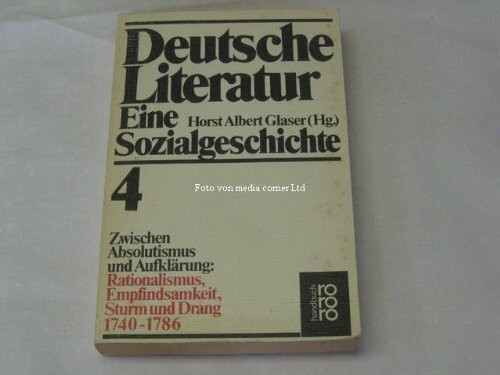 Deutsche
Literatur
Eine Horst Albert Glaser (Hg.)
Sozialgeschichte
4
Foto von media corner Ltd
Zwischen
Absolutismus
und Aufklärung:
Rationalismus,
Empfindsamkeit,
Sturm und Drang
1740-1786
handbuch
rororo